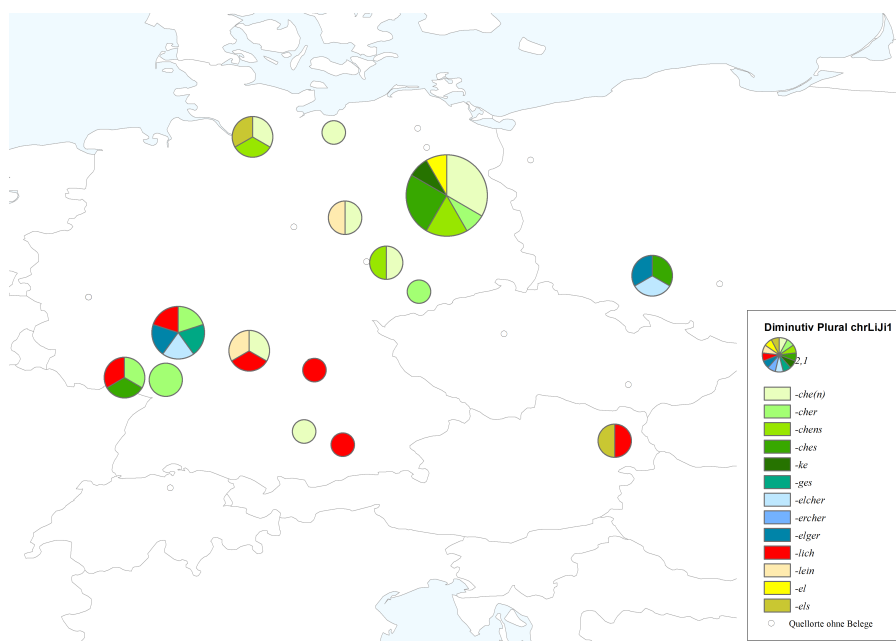 Diminutiv Plural chrLiJi1
2,1
-che(n)
-cher
-chens
-ches
-ke
-ges
-elcher
-ercher
-elger
-lich
-lein
-el
-els
Quellorte ohne Belege